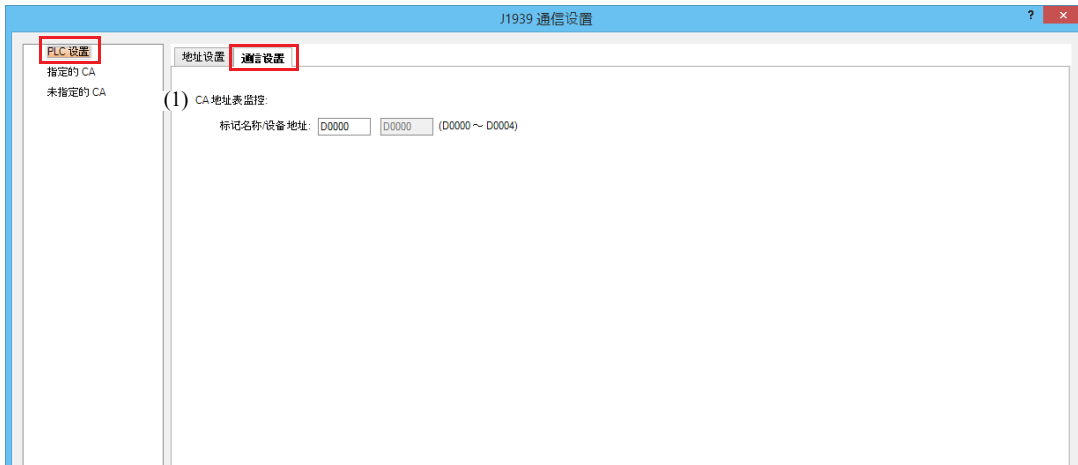 J1939 通信设置
? ×
PLC 设置
指定的 CA
未指定的 CA
地址设置 通信设置
(1) CA 地址表监控:
标记名称/设备地址: D0000 D0000 (D0000 ~ D0004)